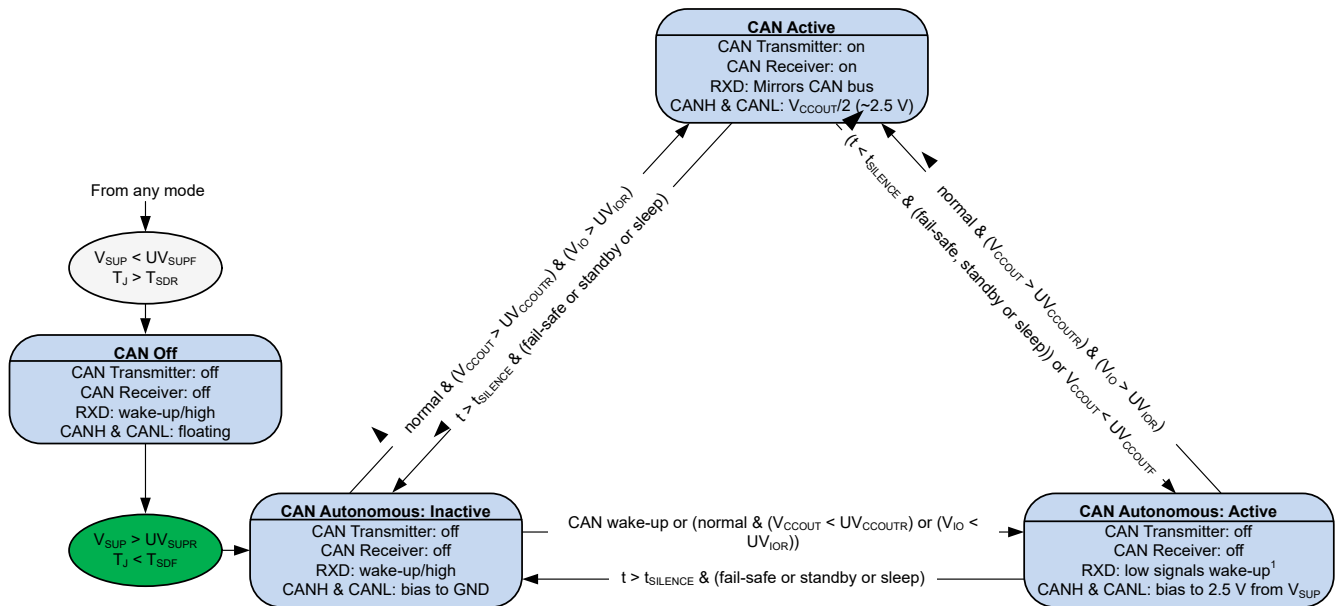 CAN Active
CAN Transmitter: on
CAN Receiver: on
RXD: Mirrors CAN bus
CANH & CANL: VCCOUT/2 (~2.5 V)
From any mode
VSUP < UVSUPF
TJ > TSDR
CAN Off
CAN Transmitter: off
CAN Receiver: off
RXD: wake-up/high
CANH & CANL: floating
VSUP > UVSUPR
TJ < TSDF
normal & (VCCOUT > UVCCOUTR) & (VIO > UVIOR)
t > tSILENCE & (fail-safe or standby or sleep)
(t < tSILENCE & (fail-safe, standby or sleep)) or VCCOUT < UVCCOUTF
normal & (VCCOUT > UVCCOUTR) & (VIO > UVIOR)
CAN Autonomous: Inactive
CAN Transmitter: off
CAN Receiver: off
RXD: wake-up/high
CANH & CANL: bias to GND
CAN wake-up or (normal & (VCCOUT < UVCCOUTR) or (VIO <
UVIOR))
t > tSILENCE & (fail-safe or standby or sleep)
CAN Autonomous: Active
CAN Transmitter: off
CAN Receiver: off
RXD: low signals wake-up¹
CANH & CANL: bias to 2.5 V from VSUP